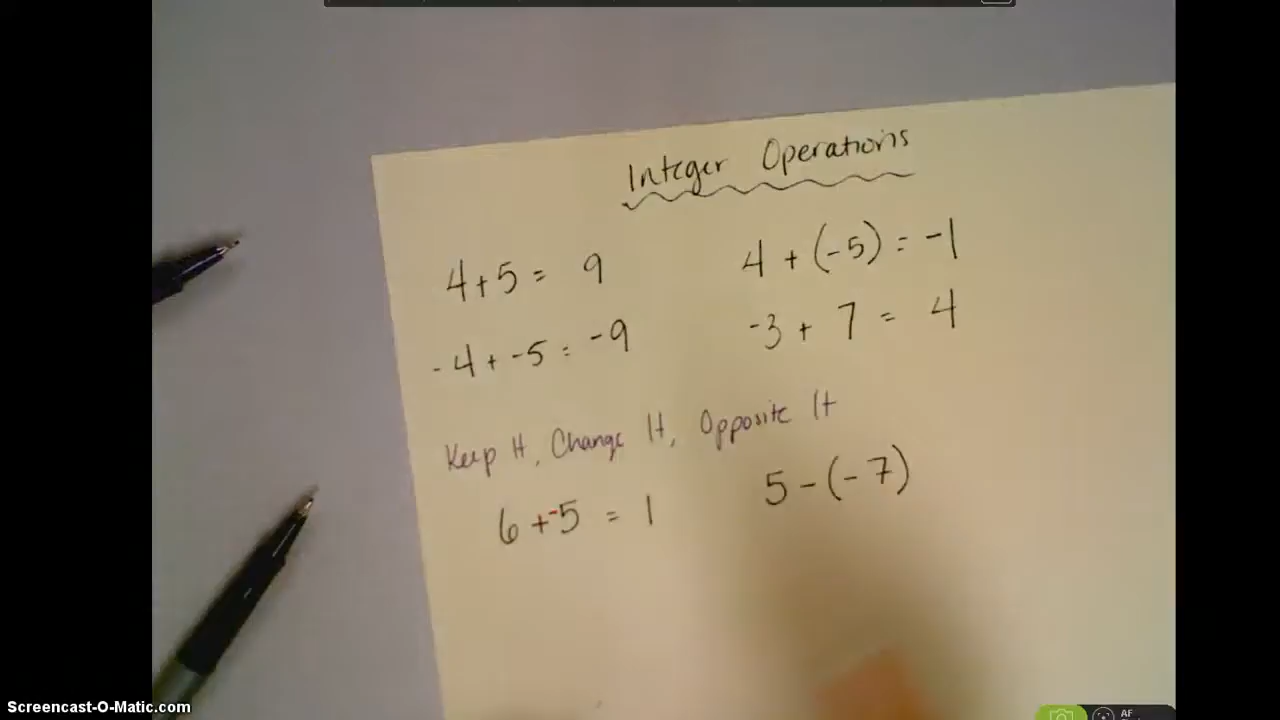 Integer Operations
4+5 = 9
4 + (-5) = -1
-4 + -5 = -9
-3 + 7 = 4
Keep It, Change It, Opposite It
6 +-5 = 1
5 - (-7)
Screencast-O-Matic.com
AF